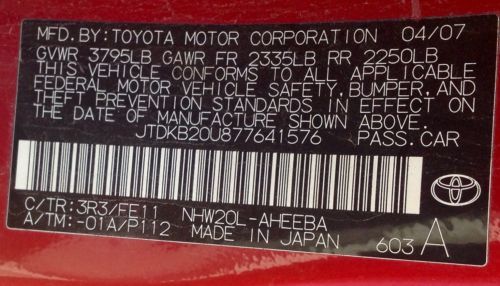 MFD. BY: TOYOTA MOTOR CORPORATION 04/07
GVWR 3795LB GAWR FR 2335LB RR 2250LB
THIS VEHICLE CONFORMS TO ALL APPLICABLE
FEDERAL MOTOR VEHICLE SAFETY, BUMPER, AND
THEFT PREVENTION STANDARDS IN EFFECT ON
THE DATE OF MANUFACTURE SHOWN ABOVE.
JTDKB20U877641576 PASS.CAR
C/TR:3R3/FE11 NHW20L-AHEEBA
A/TM:-01A/P112 MADE IN JAPAN 603 A